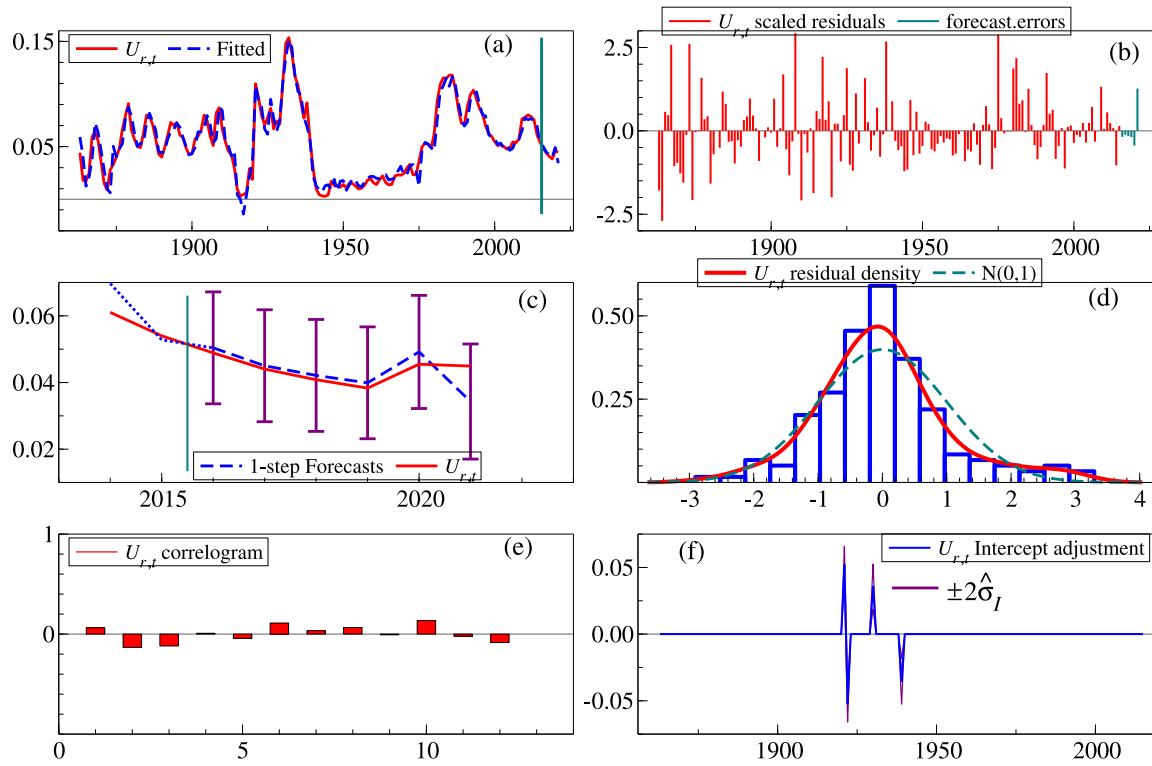 U_{r,t} Fitted (a)
0.15
0.05
1900 1950 2000
U_{r,t} scaled residuals forecast.errors
(b)
2.5
0.0
-2.5
1900 1950 2000
(c)
0.06
0.04
0.02
1-step Forecasts U_{r,t}
2015 2020
U_{r,t} residual density N(0,1)
(d)
0.50
0.25
-3 -2 -1 0 1 2 3 4
1
0
U_{r,t} correlogram (e)
0 5 10
U_{r,t} Intercept adjustment (f)
±2σ̂_I
0.05
0.00
-0.05
1900 1950 2000